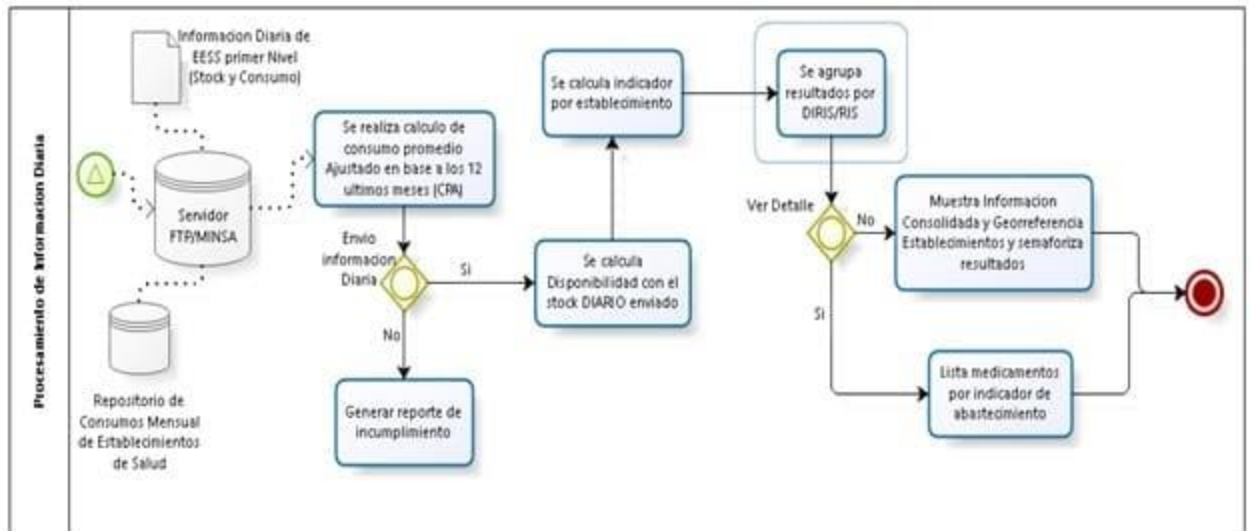 Procesamiento de Informacion Diaria
Informacion Diaria de
EESS primer Nivel
(Stock y Consumo)
Servidor
FTP/MINSA
Repositorio de
Consumos Mensual
de Establecimientos
de Salud
Se realiza calculo de
consumo promedio
Ajustado en base a los 12
ultimos meses (CPA)
Envio
informacion
Diaria
Si
No
Generar reporte de
incumplimiento
Se calcula
Disponibilidad con el
stock DIARIO enviado
Se calcula indicador
por establecimiento
Se agrupa
resultados por
DIRIS/RIS
Ver Detalle
No
Muestra Informacion
Consolidada y Georreferencia
Establecimientos y semaforiza
resultados
Si
Lista medicamentos
por indicador de
abastecimiento